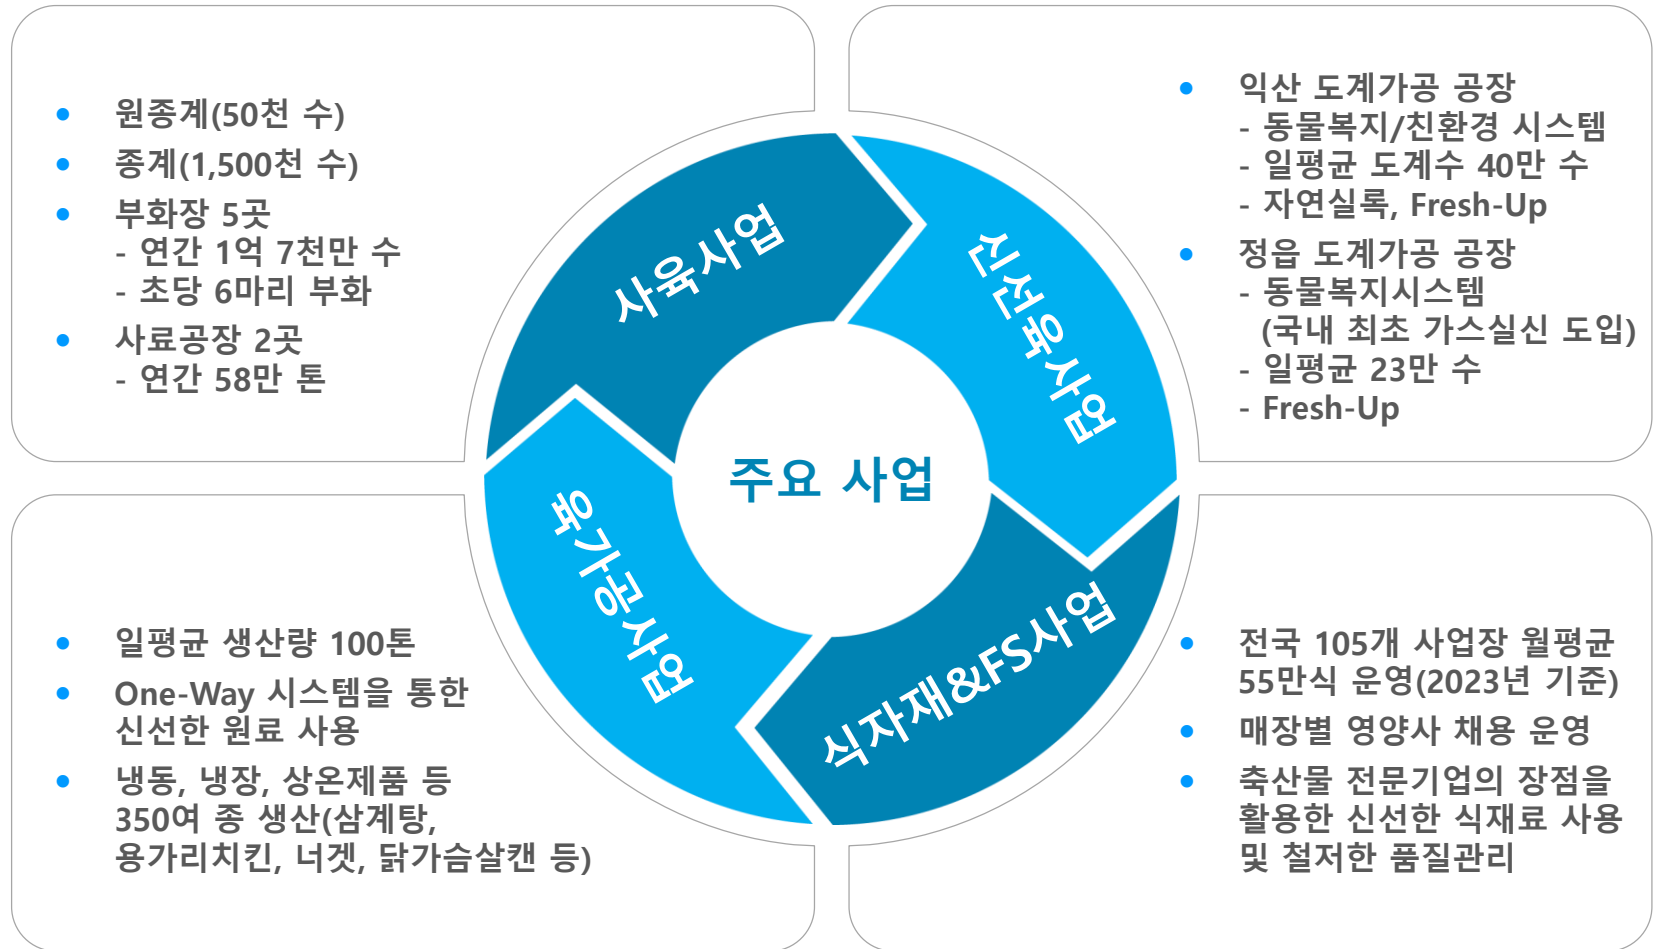 원종계(50천 수)
종계(1,500천 수)
부화장 5곳
- 연간 1억 7천만 수
- 초당 6마리 부화
사료공장 2곳
- 연간 58만 톤
익산 도계가공 공장
- 동물복지/친환경 시스템
- 일평균 도계수 40만 수
- 자연실록, Fresh-Up
정읍 도계가공 공장
- 동물복지시스템
(국내 최초 가스실신 도입)
- 일평균 23만 수
- Fresh-Up
사육사업
신선육사업
주요 사업
육가공사업
식자재&FS사업
일평균 생산량 100톤
One-Way 시스템을 통한
신선한 원료 사용
냉동, 냉장, 상온제품 등
350여 종 생산(삼계탕,
용가리치킨, 너겟, 닭가슴살캔 등)
전국 105개 사업장 월평균
55만식 운영(2023년 기준)
매장별 영양사 채용 운영
축산물 전문기업의 장점을
활용한 신선한 식재료 사용
및 철저한 품질관리